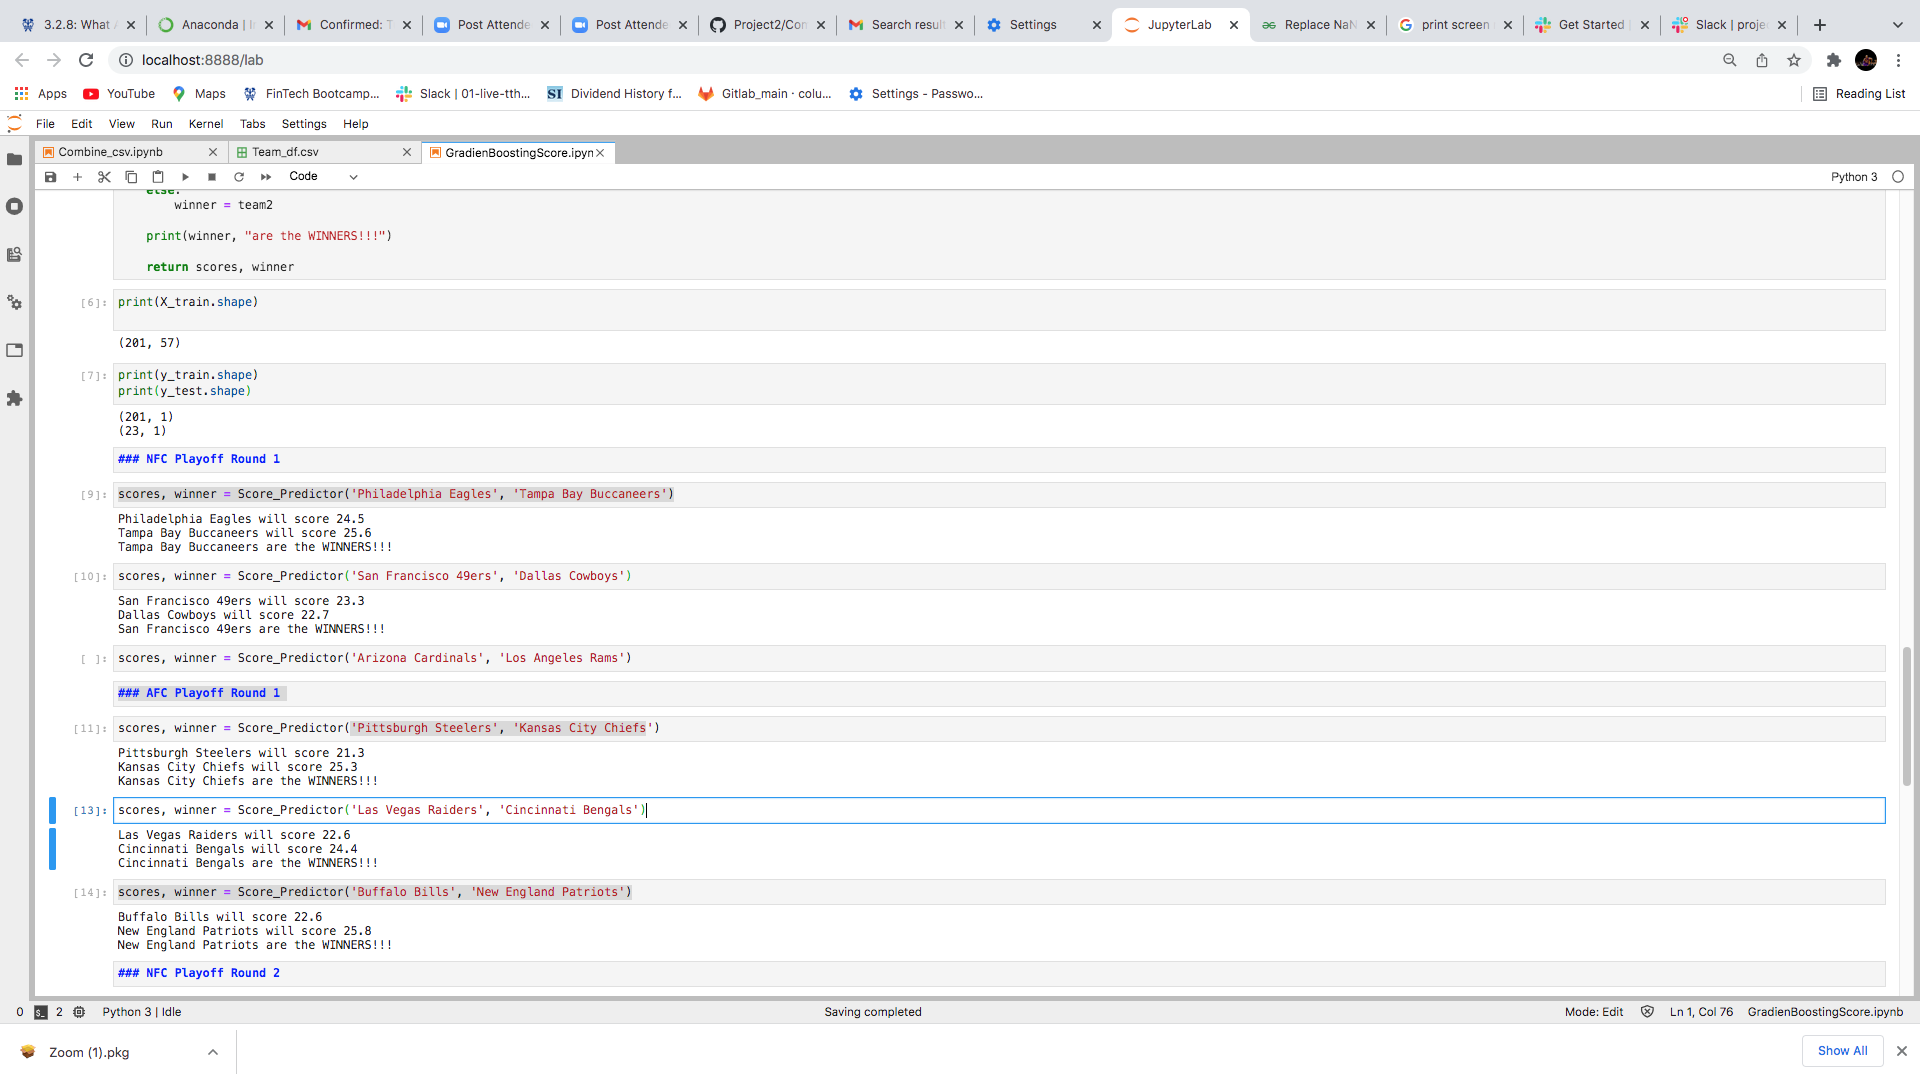 3.2.8: What A
Anaconda | I
Confirmed: T
Post Attende
Post Attende
Project2/Con
Search result
Settings
JupyterLab
Replace NaN
print screen
Get Started
Slack | proje
localhost:8888/lab
Apps
YouTube
Maps
FinTech Bootcamp...
Slack | 01-live-tth...
SI Dividend History f...
Gitlab_main · colu...
Settings - Passwo...
Reading List
File Edit View Run Kernel Tabs Settings Help
Combine_csv.ipynb
Team_df.csv
GradienBoostingScore.ipyn
Code
Python 3
else:
winner = team2
print(winner, "are the WINNERS!!!")
return scores, winner
[6]: print(X_train.shape)
(201, 57)
[7]: print(y_train.shape)
print(y_test.shape)
(201, 1)
(23, 1)
### NFC Playoff Round 1
[9]: scores, winner = Score_Predictor('Philadelphia Eagles', 'Tampa Bay Buccaneers')
Philadelphia Eagles will score 24.5
Tampa Bay Buccaneers will score 25.6
Tampa Bay Buccaneers are the WINNERS!!!
[10]: scores, winner = Score_Predictor('San Francisco 49ers', 'Dallas Cowboys')
San Francisco 49ers will score 23.3
Dallas Cowboys will score 22.7
San Francisco 49ers are the WINNERS!!!
[ ]: scores, winner = Score_Predictor('Arizona Cardinals', 'Los Angeles Rams')
### AFC Playoff Round 1
[11]: scores, winner = Score_Predictor('Pittsburgh Steelers', 'Kansas City Chiefs')
Pittsburgh Steelers will score 21.3
Kansas City Chiefs will score 25.3
Kansas City Chiefs are the WINNERS!!!
[13]: scores, winner = Score_Predictor('Las Vegas Raiders', 'Cincinnati Bengals')
Las Vegas Raiders will score 22.6
Cincinnati Bengals will score 24.4
Cincinnati Bengals are the WINNERS!!!
[14]: scores, winner = Score_Predictor('Buffalo Bills', 'New England Patriots')
Buffalo Bills will score 22.6
New England Patriots will score 25.8
New England Patriots are the WINNERS!!!
### NFC Playoff Round 2
0 2 Python 3 | Idle
Saving completed
Mode: Edit Ln 1, Col 76 GradienBoostingScore.ipynb
Zoom (1).pkg
Show All